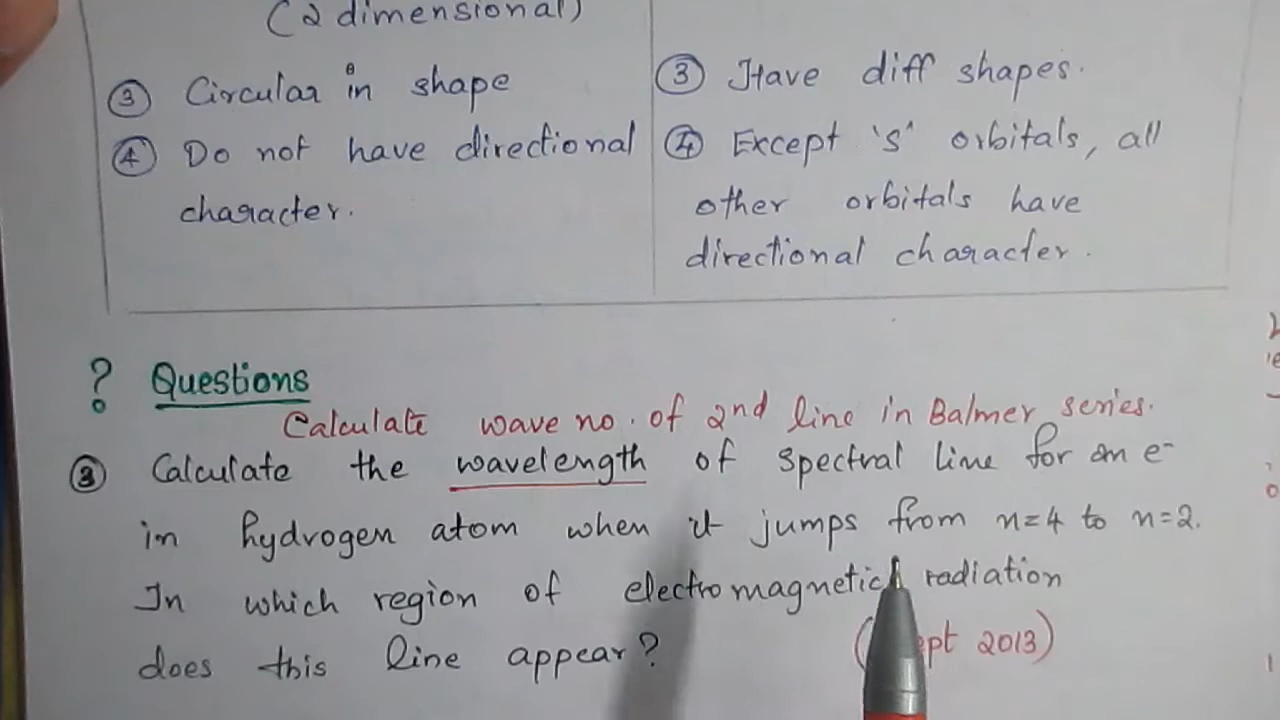 (2 dimensional)
③ Circular in shape
④ Do not have directional
character.
③ Have diff shapes.
④ Except 's' orbitals, all
other orbitals have
directional character.
? Questions
Calculate wave no. of 2nd line in Balmer series.
③ Calculate the wavelength of spectral line for an e⁻
in hydrogen atom when it jumps from n=4 to n=2.
In which region of electromagnetic radiation
does this line appear? 2013)